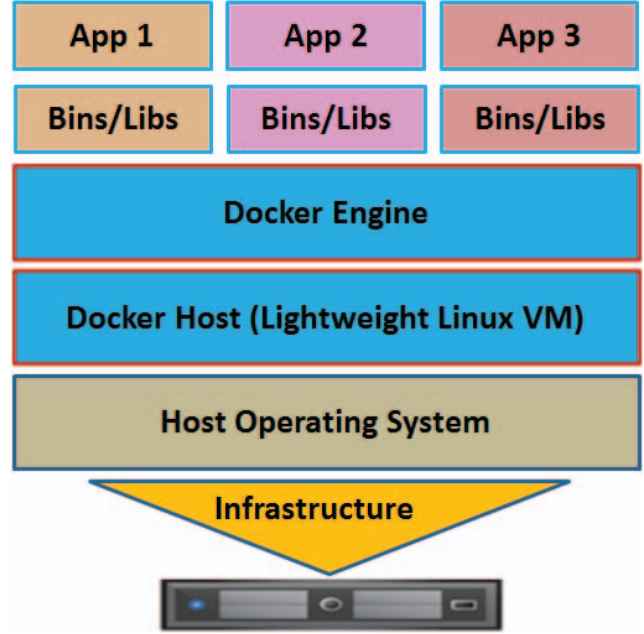 App 1
App 2
App 3
Bins/Libs
Bins/Libs
Bins/Libs
Docker Engine
Docker Host (Lightweight Linux VM)
Host Operating System
Infrastructure